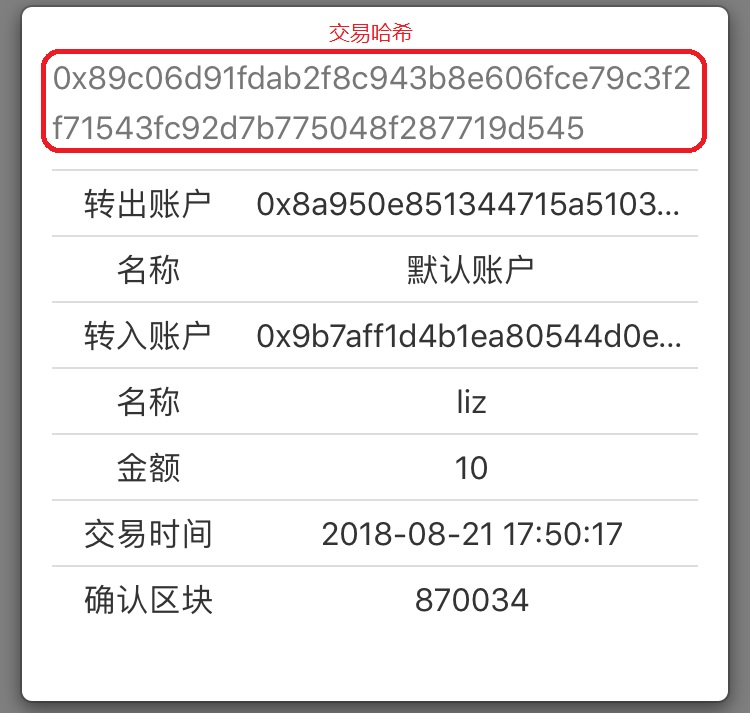 交易哈希
0x89c06d91fdab2f8c943b8e606fce79c3f2
f71543fc92d7b775048f287719d545
转出账户 0x8a950e851344715a5103...
名称 默认账户
转入账户 0x9b7aff1d4b1ea80544d0e...
名称 liz
金额 10
交易时间 2018-08-21 17:50:17
确认区块 870034